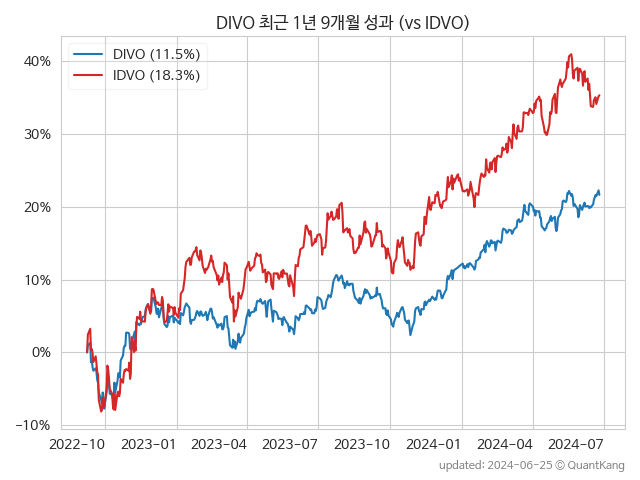 DIVO 최근 1년 9개월 성과 (vs IDVO)
DIVO (11.5%)
IDVO (18.3%)
40%
30%
20%
10%
0%
−10%
2022−10 2023−01 2023−04 2023−07 2023−10 2024−01 2024−04 2024−07
updated: 2024-06-25 © QuantKang